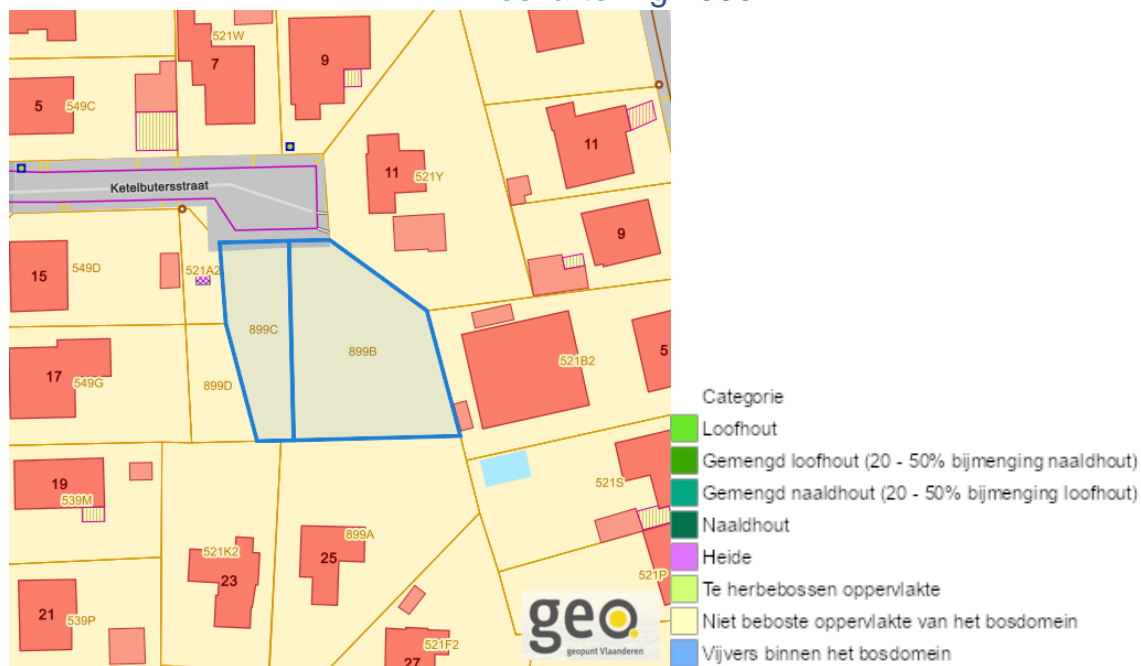 521W
7
9
5 549C
11
11 521Y
Ketelbutersstraat
9
15 549D
521A2
899C
899B
521B2
5
17 549G
899D
19
539M
521S
899A
521K2
23
25
521P
21 539P
521F2
27
geo.
geopunt Vlaanderen
Categorie
Loofhout
Gemengd loofhout (20 - 50% bijmenging naaldhout)
Gemengd naaldhout (20 - 50% bijmenging loofhout)
Naaldhout
Heide
Te herbebossen oppervlakte
Niet beboste oppervlakte van het bosdomein
Vijvers binnen het bosdomein